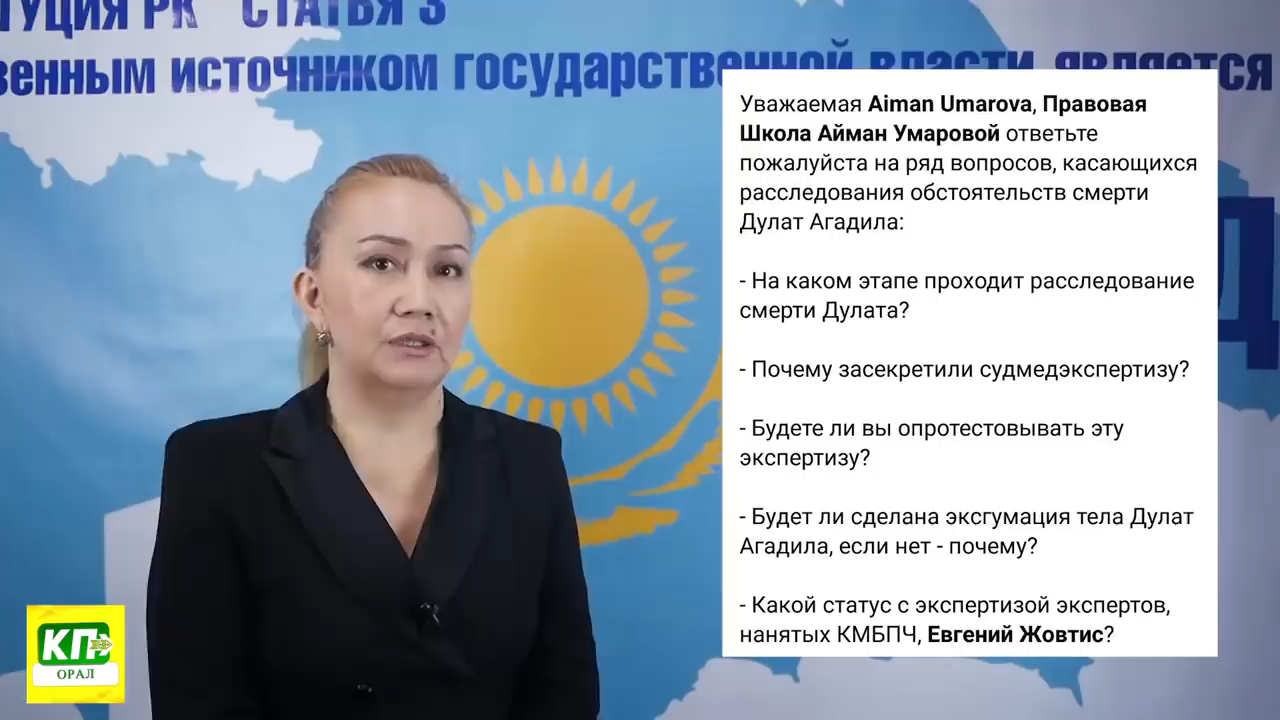 ТУЦИЯ РК СТАТЬЯ 3
венным источником государственной власти является
Уважаемая Aiman Umarova, Правовая
Школа Айман Умаровой ответьте
пожалуйста на ряд вопросов, касающихся
расследования обстоятельств смерти
Дулат Агадила:
- На каком этапе проходит расследование
смерти Дулата?
- Почему засекретили судмедэкспертизу?
- Будете ли вы опротестовывать эту
экспертизу?
- Будет ли сделана эксгумация тела Дулат
Агадила, если нет - почему?
- Какой статус с экспертизой экспертов,
нанятых КМБПЧ, Евгений Жовтис?
Д
КП
ОРАЛ